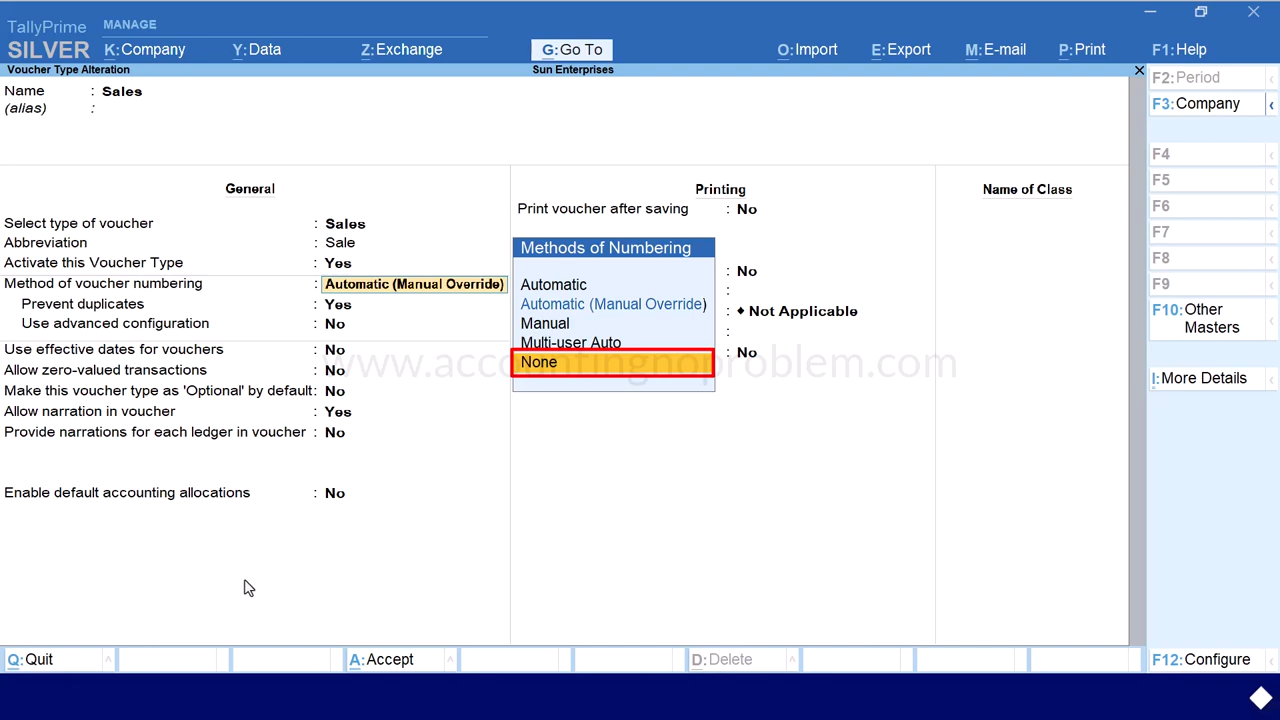 TallyPrime MANAGE
SILVER K:Company Y:Data Z:Exchange G:Go To O:Import E:Export M:E-mail P:Print F1:Help
Voucher Type Alteration Sun Enterprises
Name : Sales
(alias) :
General
Select type of voucher : Sales
Abbreviation : Sale
Activate this Voucher Type : Yes
Method of voucher numbering : Automatic (Manual Override)
Prevent duplicates : Yes
Use advanced configuration : No
Use effective dates for vouchers : No
Allow zero-valued transactions : No
Make this voucher type as 'Optional' by default : No
Allow narration in voucher : Yes
Provide narrations for each ledger in voucher : No
Enable default accounting allocations : No
Printing
Print voucher after saving : No
: No
:
: ♦ Not Applicable
:
: No
Methods of Numbering
Automatic
Automatic (Manual Override)
Manual
Multi-user Auto
None
Name of Class
www.accountingnoproblem.com
F2:Period
F3:Company
F4
F5
F6
F7
F8
F9
F10:Other
Masters
I:More Details
F12:Configure
Q:Quit A:Accept D:Delete